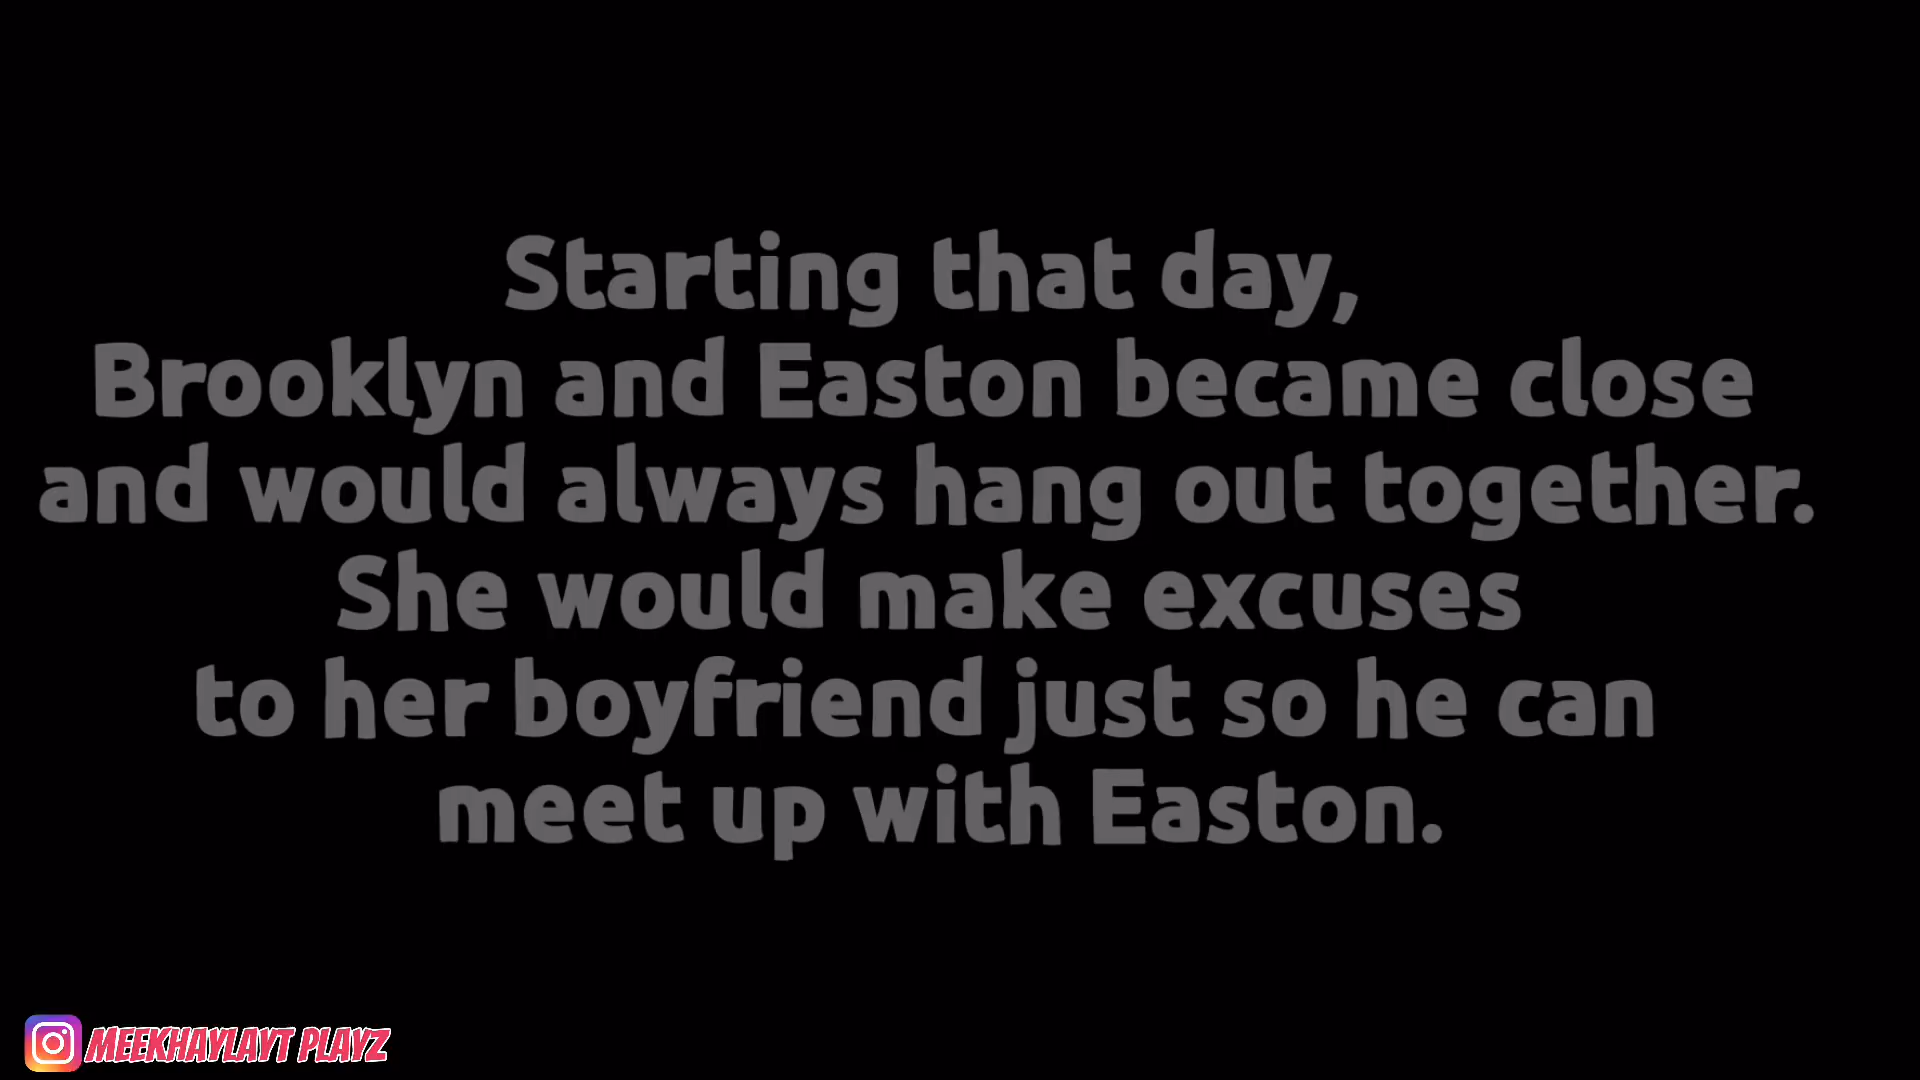 Starting that day,
Brooklyn and Easton became close
and would always hang out together.
She would make excuses
to her boyfriend just so he can
meet up with Easton.
MEEKHAYLAYT PLAYZ